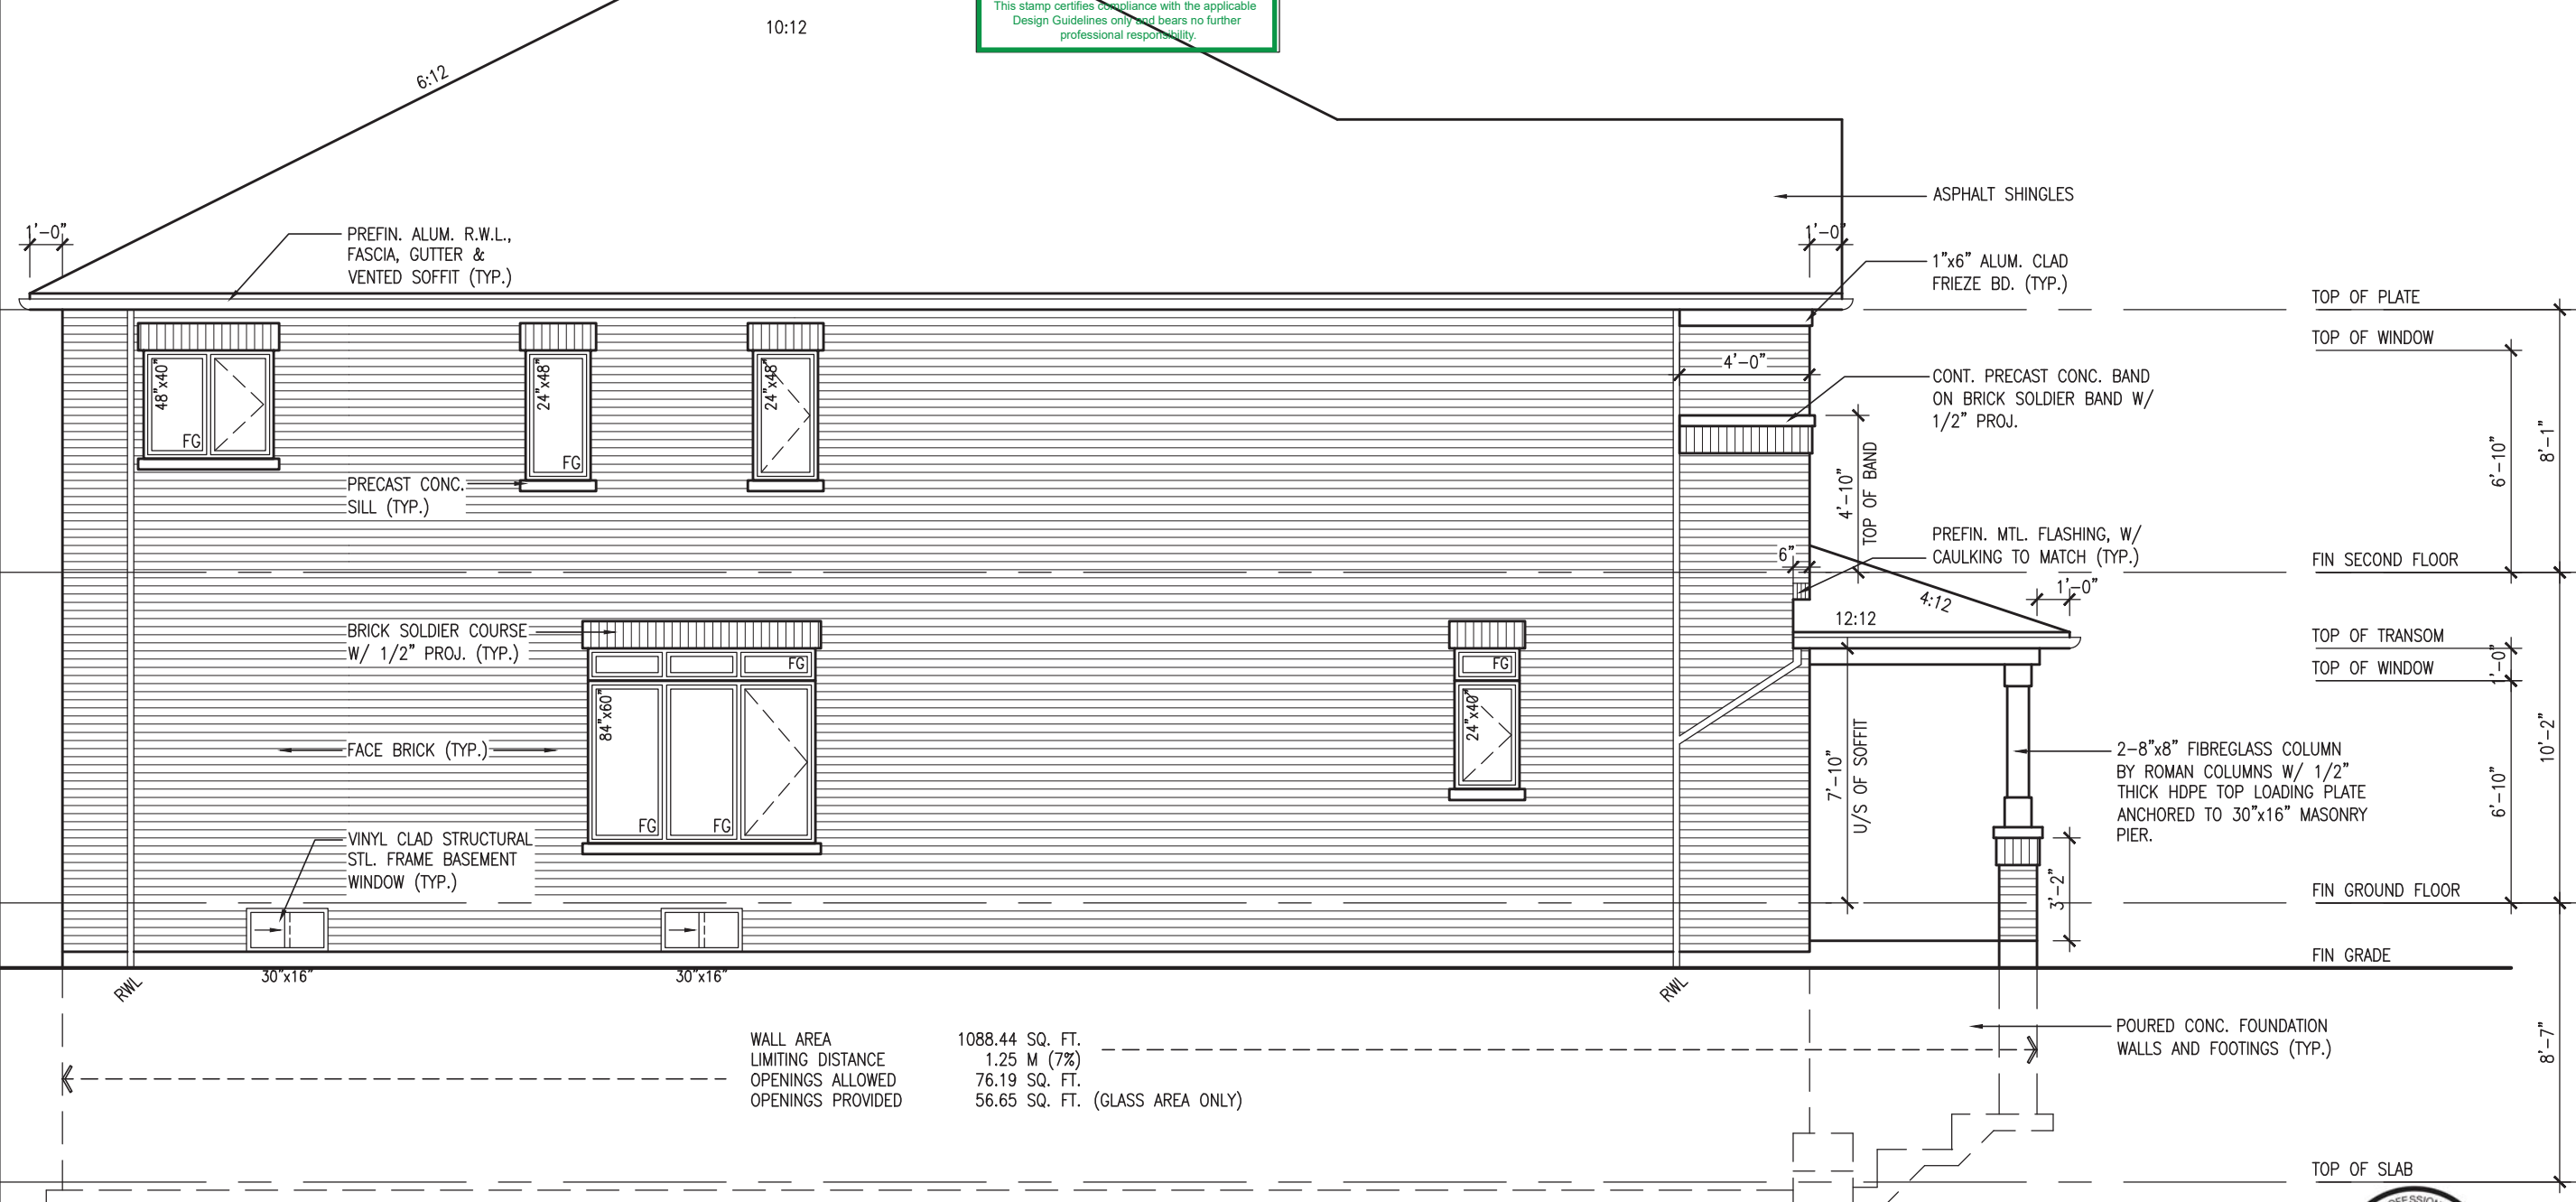 This stamp certifies compliance with the applicable
Design Guidelines only and bears no further
professional responsibility.
10:12
6:12
ASPHALT SHINGLES
1'-0"
PREFIN. ALUM. R.W.L.,
FASCIA, GUTTER &
VENTED SOFFIT (TYP.)
1'-0"
1"x6" ALUM. CLAD
FRIEZE BD. (TYP.)
TOP OF PLATE
TOP OF WINDOW
48"x40"
FG
24"x48"
FG
24"x48"
4'-0"
CONT. PRECAST CONC. BAND
ON BRICK SOLDIER BAND W/
1/2" PROJ.
6'-10"
8'-1"
PRECAST CONC.
SILL (TYP.)
4'-10"
TOP OF BAND
PREFIN. MTL. FLASHING, W/
CAULKING TO MATCH (TYP.)
6"
FIN SECOND FLOOR
4:12
1'-0"
12:12
BRICK SOLDIER COURSE
W/ 1/2" PROJ. (TYP.)
FG
FG
TOP OF TRANSOM
TOP OF WINDOW
1'-0"
84"x60"
24"x40"
FACE BRICK (TYP.)
FG
FG
7'-10"
U/S OF SOFFIT
2-8"x8" FIBREGLASS COLUMN
BY ROMAN COLUMNS W/ 1/2"
THICK HDPE TOP LOADING PLATE
ANCHORED TO 30"x16" MASONRY
PIER.
6'-10"
10'-2"
VINYL CLAD STRUCTURAL
STL. FRAME BASEMENT
WINDOW (TYP.)
3'-2"
FIN GROUND FLOOR
FIN GRADE
30"x16"
30"x16"
RWL
RWL
WALL AREA 1088.44 SQ. FT.
LIMITING DISTANCE 1.25 M (7%)
OPENINGS ALLOWED 76.19 SQ. FT.
OPENINGS PROVIDED 56.65 SQ. FT. (GLASS AREA ONLY)
POURED CONC. FOUNDATION
WALLS AND FOOTINGS (TYP.)
8'-7"
TOP OF SLAB